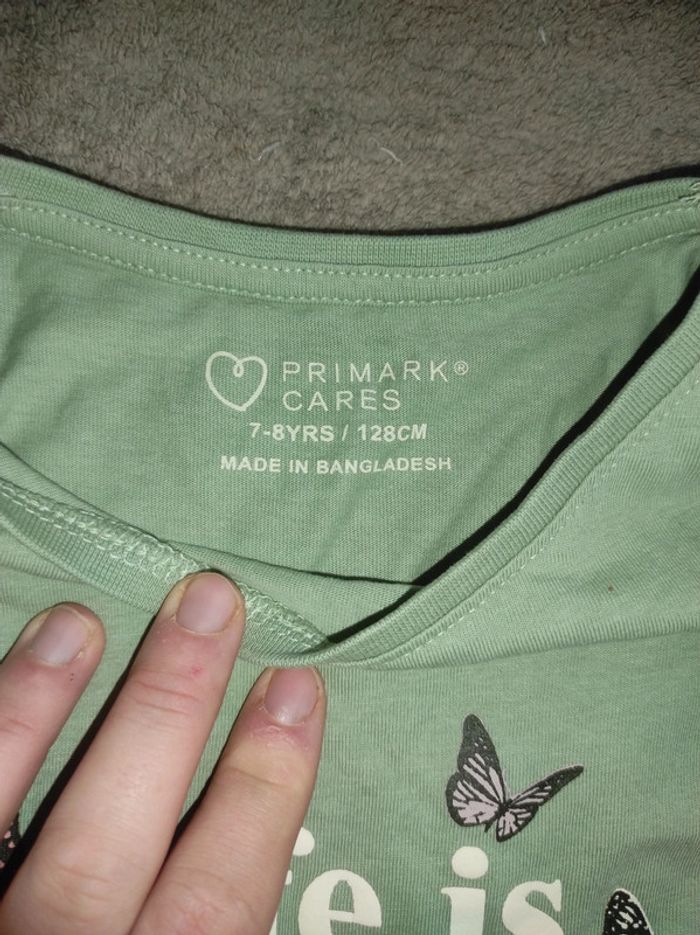 PRIMARK®
CARES
7-8YRS / 128CM
MADE IN BANGLADESH
is